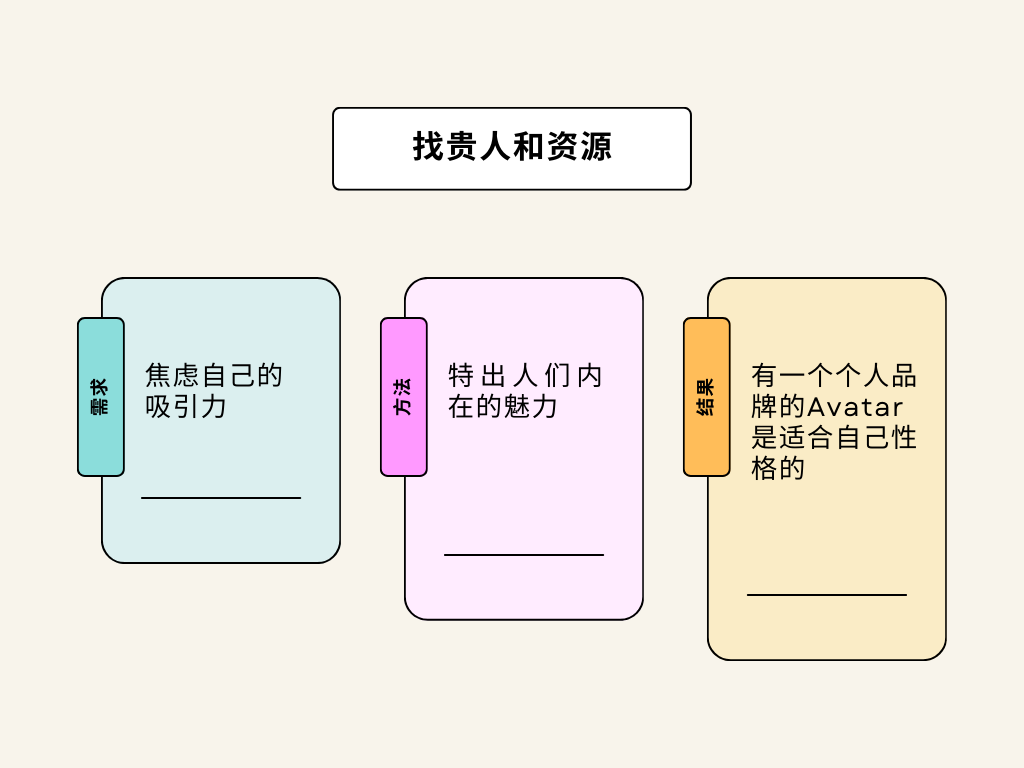 找贵人和资源
需求
焦虑自己的
吸引力
方法
特出人们内
在的魅力
结果
有一个个人品
牌的Avatar
是适合自己性
格的